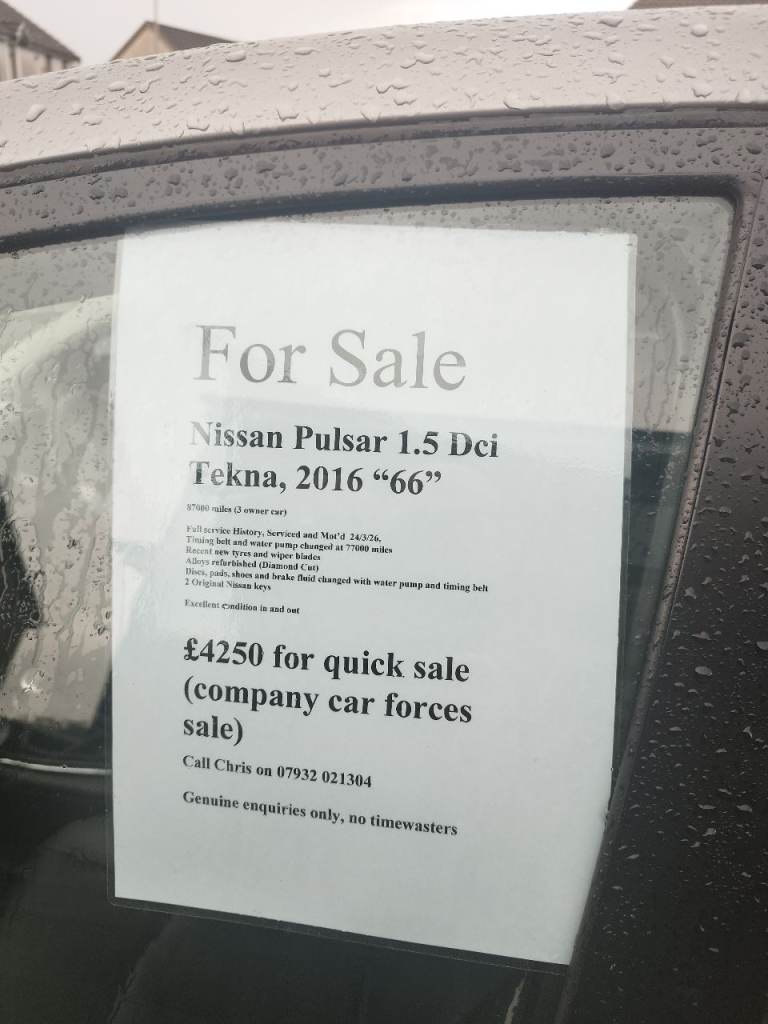 For Sale
Nissan Pulsar 1.5 Dci
Tekna, 2016 “66”
87000 miles (3 owner car)
Full service History, Serviced and Mot'd 24/3/26,
Timing belt and water pump changed at 77000 miles
Recent new tyres and wiper blades
Alloys refurbished (Diamond Cut)
Discs, pads, shoes and brake fluid changed with water pump and timing belt
2 Original Nissan keys
Excellent condition in and out
£4250 for quick sale
(company car forces
sale)
Call Chris on 07932 021304
Genuine enquiries only, no timewasters